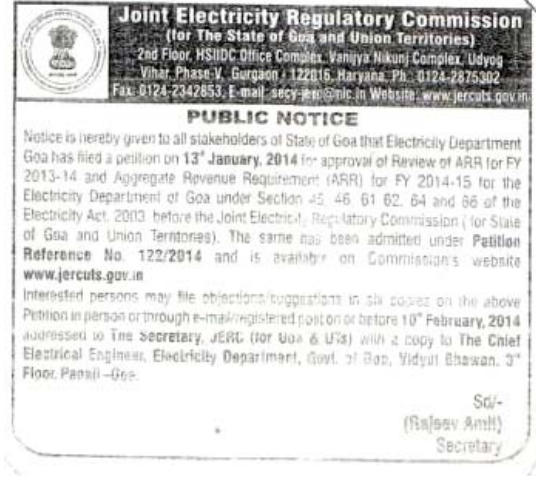 Joint Electricity Regulatory Commission
(for The State of Goa and Union Territories)
2nd Floor, HSIIDC Office Complex, Vanijya Nikunj Complex, Udyog
Vihar, Phase-V, Gurgaon / 122016, Haryana, Ph.: 0124-2875302
Fax: 0124-2342853, E-mail: secy-jerc@nic.in Website: www.jercuts.gov.in
PUBLIC NOTICE
Notice is hereby given to all stakeholders of State of Goa that Electricity Department
Goa has filed a petition on 13th January, 2014 for approval of Review of ARR for FY
2013-14 and Aggregate Revenue Requirement (ARR) for FY 2014-15 for the
Electricity Department of Goa under Section 45, 46, 61 62, 64 and 66 of the
Electricity Act, 2003, before the Joint Electricity Regulatory Commission ( for State
of Goa and Union Territories). The same has been admitted under Petition
Reference No. 122/2014 and is available on Commission's website
www.jercuts.gov.in
Interested persons may file objections/suggestions in six copies on the above
Petition in person or through e-mail/registered post on or before 10th February, 2014
addressed to The Secretary, JERC (for Goa & UTs) with a copy to The Chief
Electrical Engineer, Electricity Department, Govt. of Goa, Vidyut Bhawan, 3rd
Floor, Panaji –Goa.
Sd/-
(Rajeev Amit)
Secretary